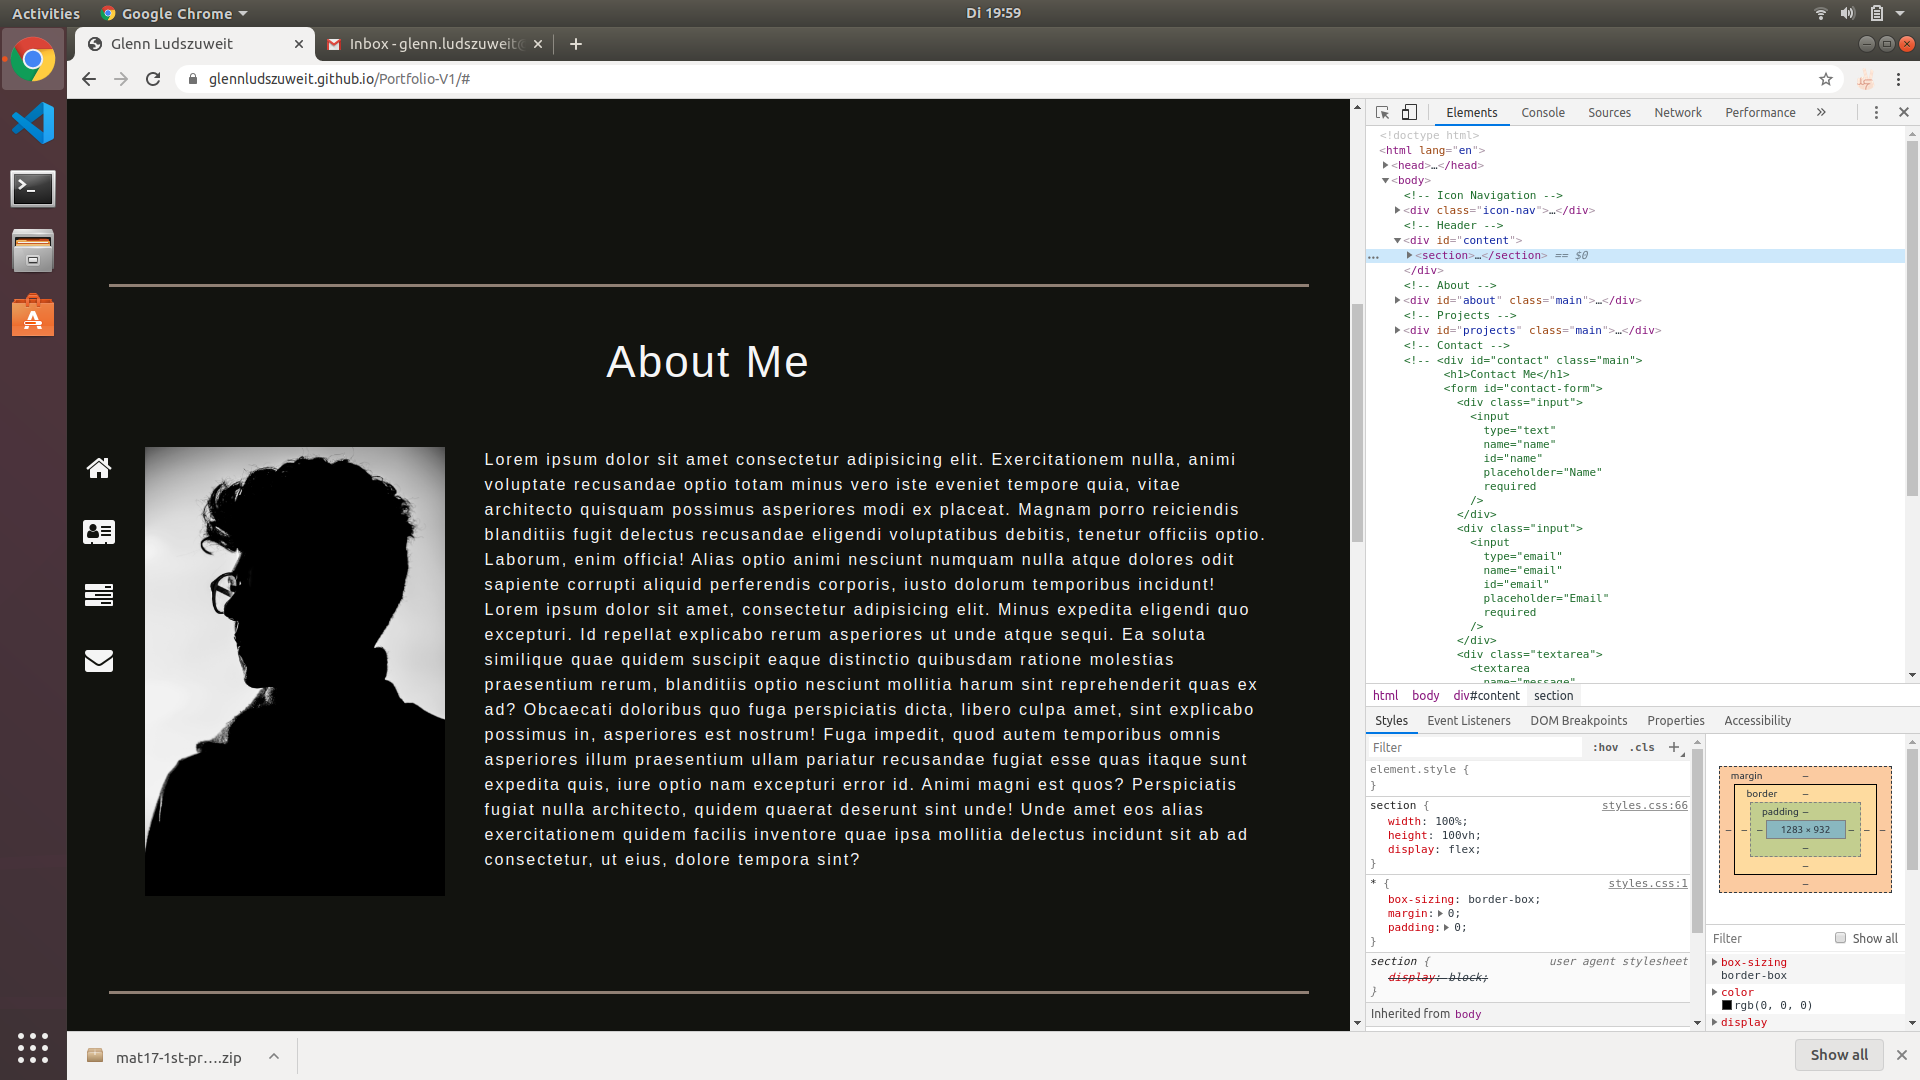 Activities
Google Chrome
Di 19:59
Glenn Ludszuweit
Inbox - glenn.ludszuweit@
glennludszuweit.github.io/Portfolio-V1/#
About Me
Lorem ipsum dolor sit amet consectetur adipisicing elit. Exercitationem nulla, animi
voluptate recusandae optio totam minus vero iste eveniet tempore quia, vitae
architecto quisquam possimus asperiores modi ex placeat. Magnam porro reiciendis
blanditiis fugit delectus recusandae eligendi voluptatibus debitis, tenetur officiis optio.
Laborum, enim officia! Alias optio animi nesciunt numquam nulla atque dolores odit
sapiente corrupti aliquid perferendis corporis, iusto dolorum temporibus incidunt!
Lorem ipsum dolor sit amet, consectetur adipisicing elit. Minus expedita eligendi quo
excepturi. Id repellat explicabo rerum asperiores ut unde atque sequi. Ea soluta
similique quae quidem suscipit eaque distinctio quibusdam ratione molestias
praesentium rerum, blanditiis optio nesciunt mollitia harum sint reprehenderit quas ex
ad? Obcaecati doloribus quo fuga perspiciatis dicta, libero culpa amet, sint explicabo
possimus in, asperiores est nostrum! Fuga impedit, quod autem temporibus omnis
asperiores illum praesentium ullam pariatur recusandae fugiat esse quas itaque sunt
expedita quis, iure optio nam excepturi error id. Animi magni est quos? Perspiciatis
fugiat nulla architecto, quidem quaerat deserunt sint unde! Unde amet eos alias
exercitationem quidem facilis inventore quae ipsa mollitia delectus incidunt sit ab ad
consectetur, ut eius, dolore tempora sint?
Elements Console Sources Network Performance »
<!doctype html>
<html lang="en">
<head>…</head>
<body>
<!-- Icon Navigation -->
<div class="icon-nav">…</div>
<!-- Header -->
<div id="content">
… <section>…</section> == $0
</div>
<!-- About -->
<div id="about" class="main">…</div>
<!-- Projects -->
<div id="projects" class="main">…</div>
<!-- Contact -->
<!-- <div id="contact" class="main">
<h1>Contact Me</h1>
<form id="contact-form">
<div class="input">
<input
type="text"
name="name"
id="name"
placeholder="Name"
required
/>
</div>
<div class="input">
<input
type="email"
name="email"
id="email"
placeholder="Email"
required
/>
</div>
<div class="textarea">
<textarea
name="message"
html body div#content section
Styles Event Listeners DOM Breakpoints Properties Accessibility
Filter :hov .cls +
element.style {
}
section { styles.css:66
width: 100%;
height: 100vh;
display: flex;
}
* { styles.css:1
box-sizing: border-box;
margin: 0;
padding: 0;
}
section { user agent stylesheet
display: block;
}
Inherited from body
margin –
border –
padding –
– – – 1283 × 932 – – –
–
–
–
Filter Show all
box-sizing
border-box
color
rgb(0, 0, 0)
display
mat17-1st-pr….zip
Show all